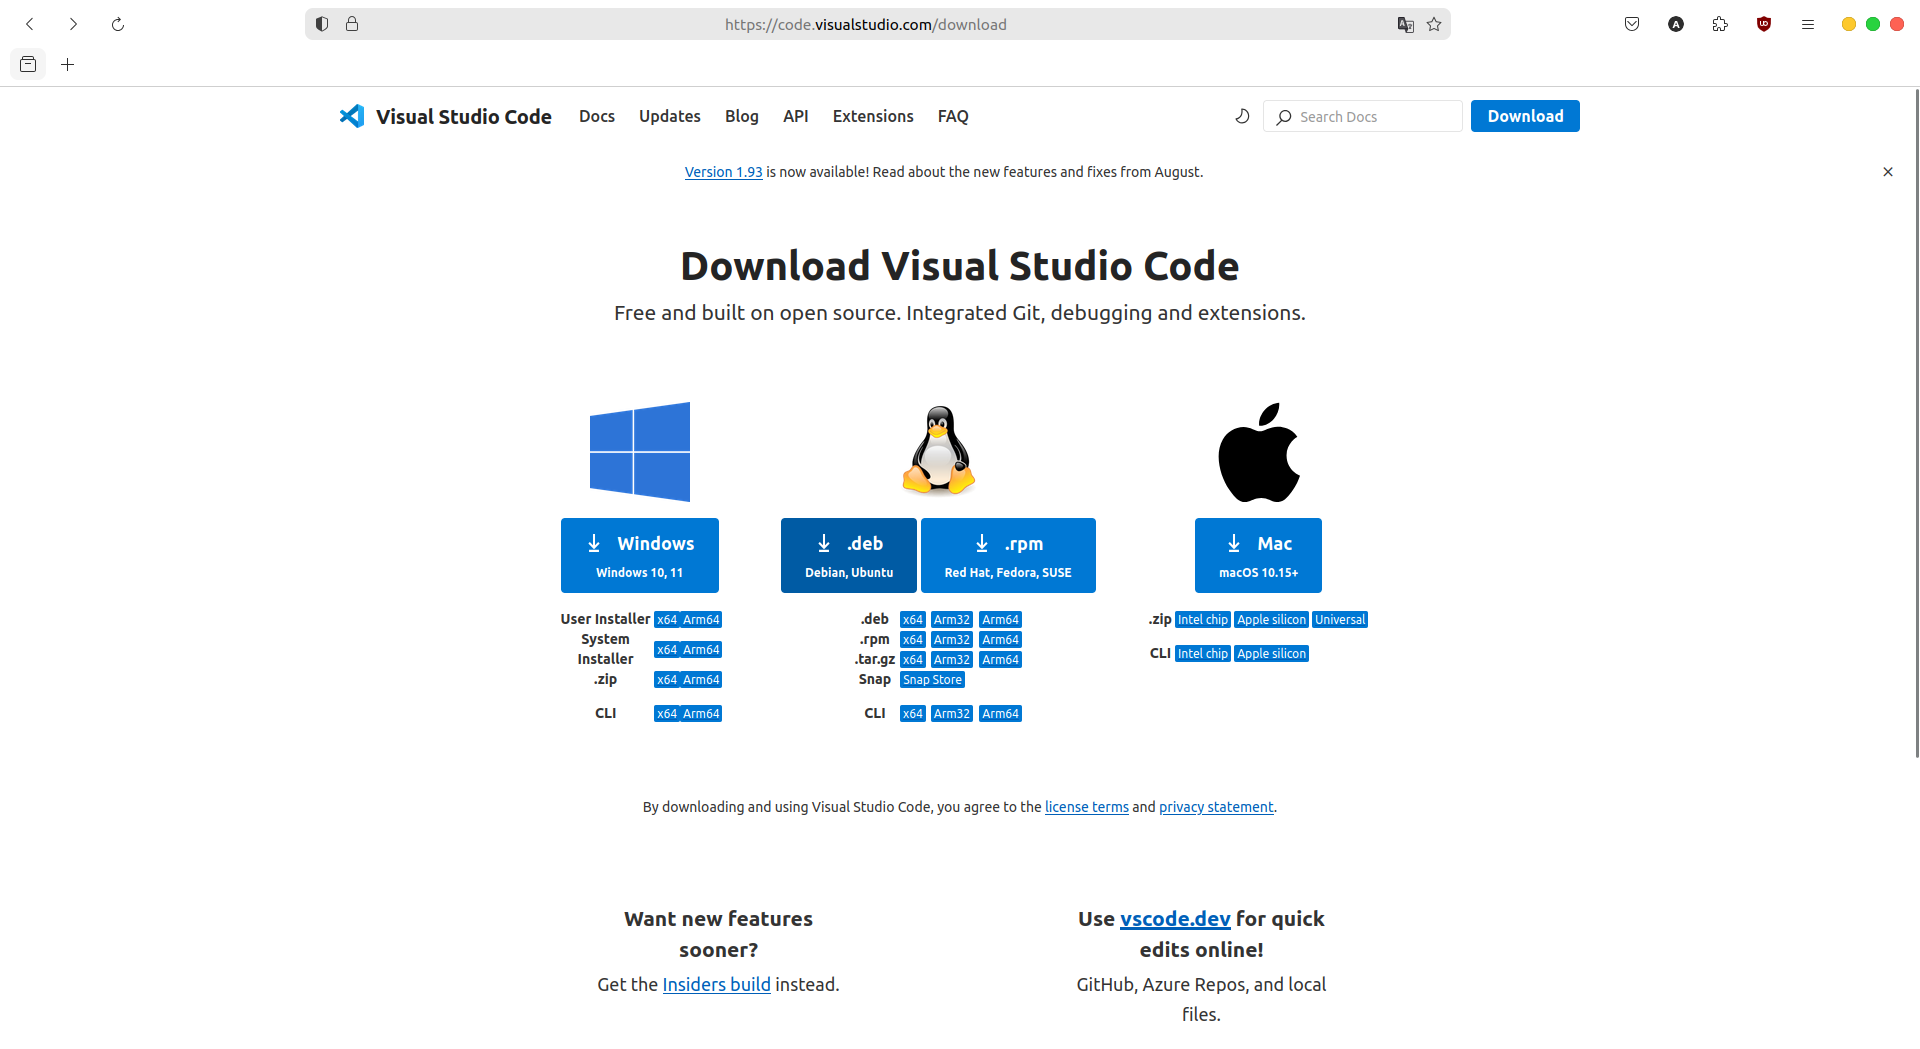 https://code.visualstudio.com/download
Visual Studio Code Docs Updates Blog API Extensions FAQ Search Docs Download
Version 1.93 is now available! Read about the new features and fixes from August.
Download Visual Studio Code
Free and built on open source. Integrated Git, debugging and extensions.
Windows
Windows 10, 11
User Installer x64 Arm64
System
Installer x64 Arm64
.zip x64 Arm64
CLI x64 Arm64
.deb
Debian, Ubuntu
.rpm
Red Hat, Fedora, SUSE
.deb x64 Arm32 Arm64
.rpm x64 Arm32 Arm64
.tar.gz x64 Arm32 Arm64
Snap Snap Store
CLI x64 Arm32 Arm64
Mac
macOS 10.15+
.zip Intel chip Apple silicon Universal
CLI Intel chip Apple silicon
By downloading and using Visual Studio Code, you agree to the license terms and privacy statement.
Want new features
sooner?
Get the Insiders build instead.
Use vscode.dev for quick
edits online!
GitHub, Azure Repos, and local
files.